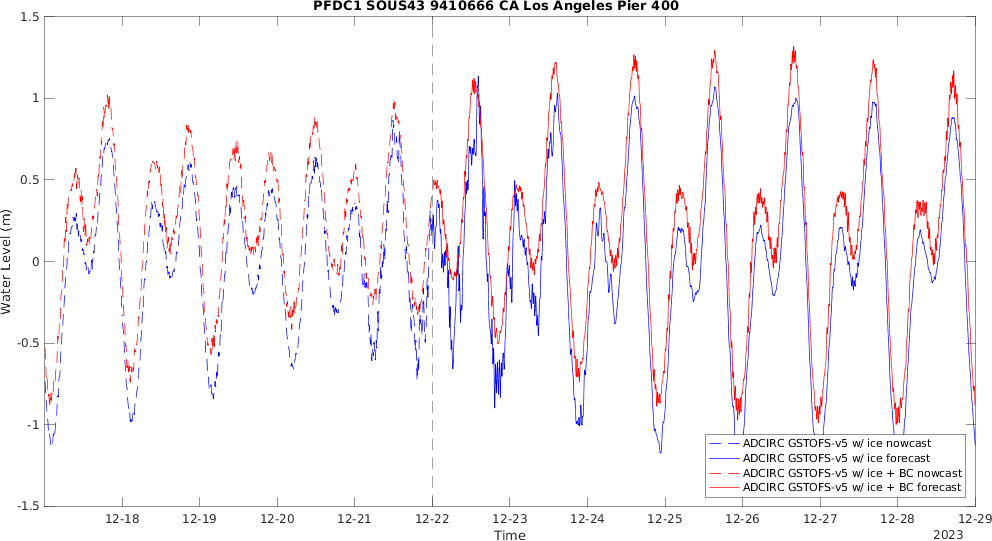 PFDC1 SOUS43 9410666 CA Los Angeles Pier 400
1.5
1
0.5
0
-0.5
-1
-1.5
Water Level (m)
ADCIRC GSTOFS-v5 w/ ice nowcast
ADCIRC GSTOFS-v5 w/ ice forecast
ADCIRC GSTOFS-v5 w/ ice + BC nowcast
ADCIRC GSTOFS-v5 w/ ice + BC forecast
12-18 12-19 12-20 12-21 12-22 12-23 12-24 12-25 12-26 12-27 12-28 12-29
Time
2023